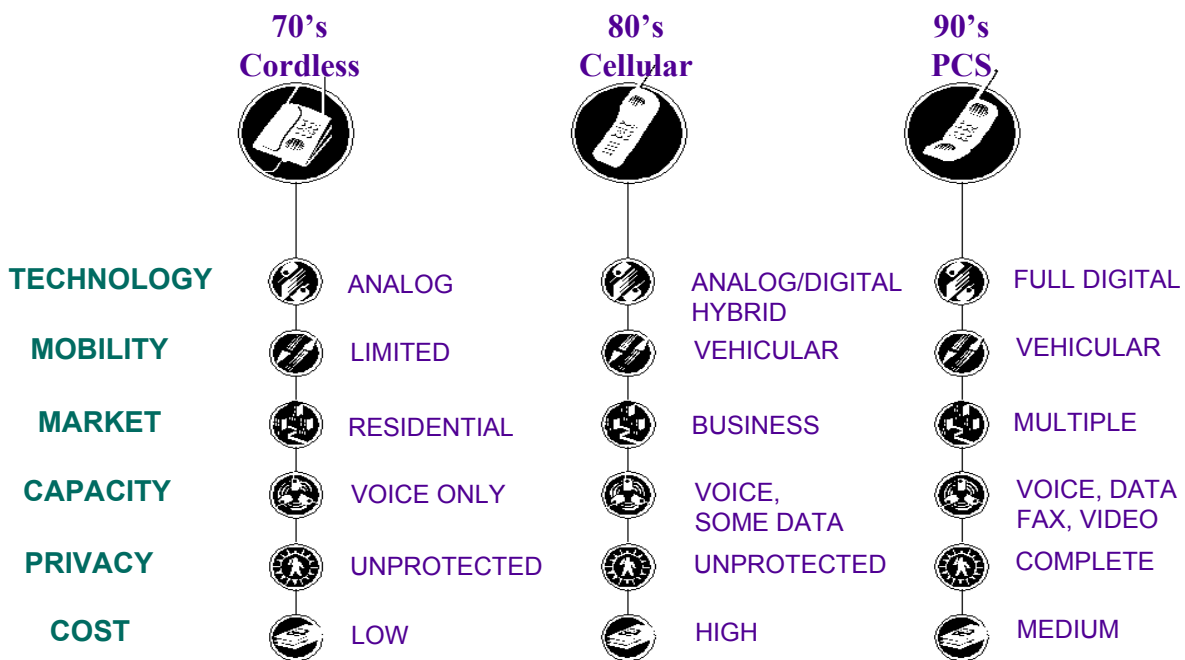 70's
Cordless
80's
Cellular
90's
PCS
TECHNOLOGY
ANALOG
ANALOG/DIGITAL
HYBRID
FULL DIGITAL
MOBILITY
LIMITED
VEHICULAR
VEHICULAR
MARKET
RESIDENTIAL
BUSINESS
MULTIPLE
CAPACITY
VOICE ONLY
VOICE,
SOME DATA
VOICE, DATA
FAX, VIDEO
PRIVACY
UNPROTECTED
UNPROTECTED
COMPLETE
COST
LOW
HIGH
MEDIUM